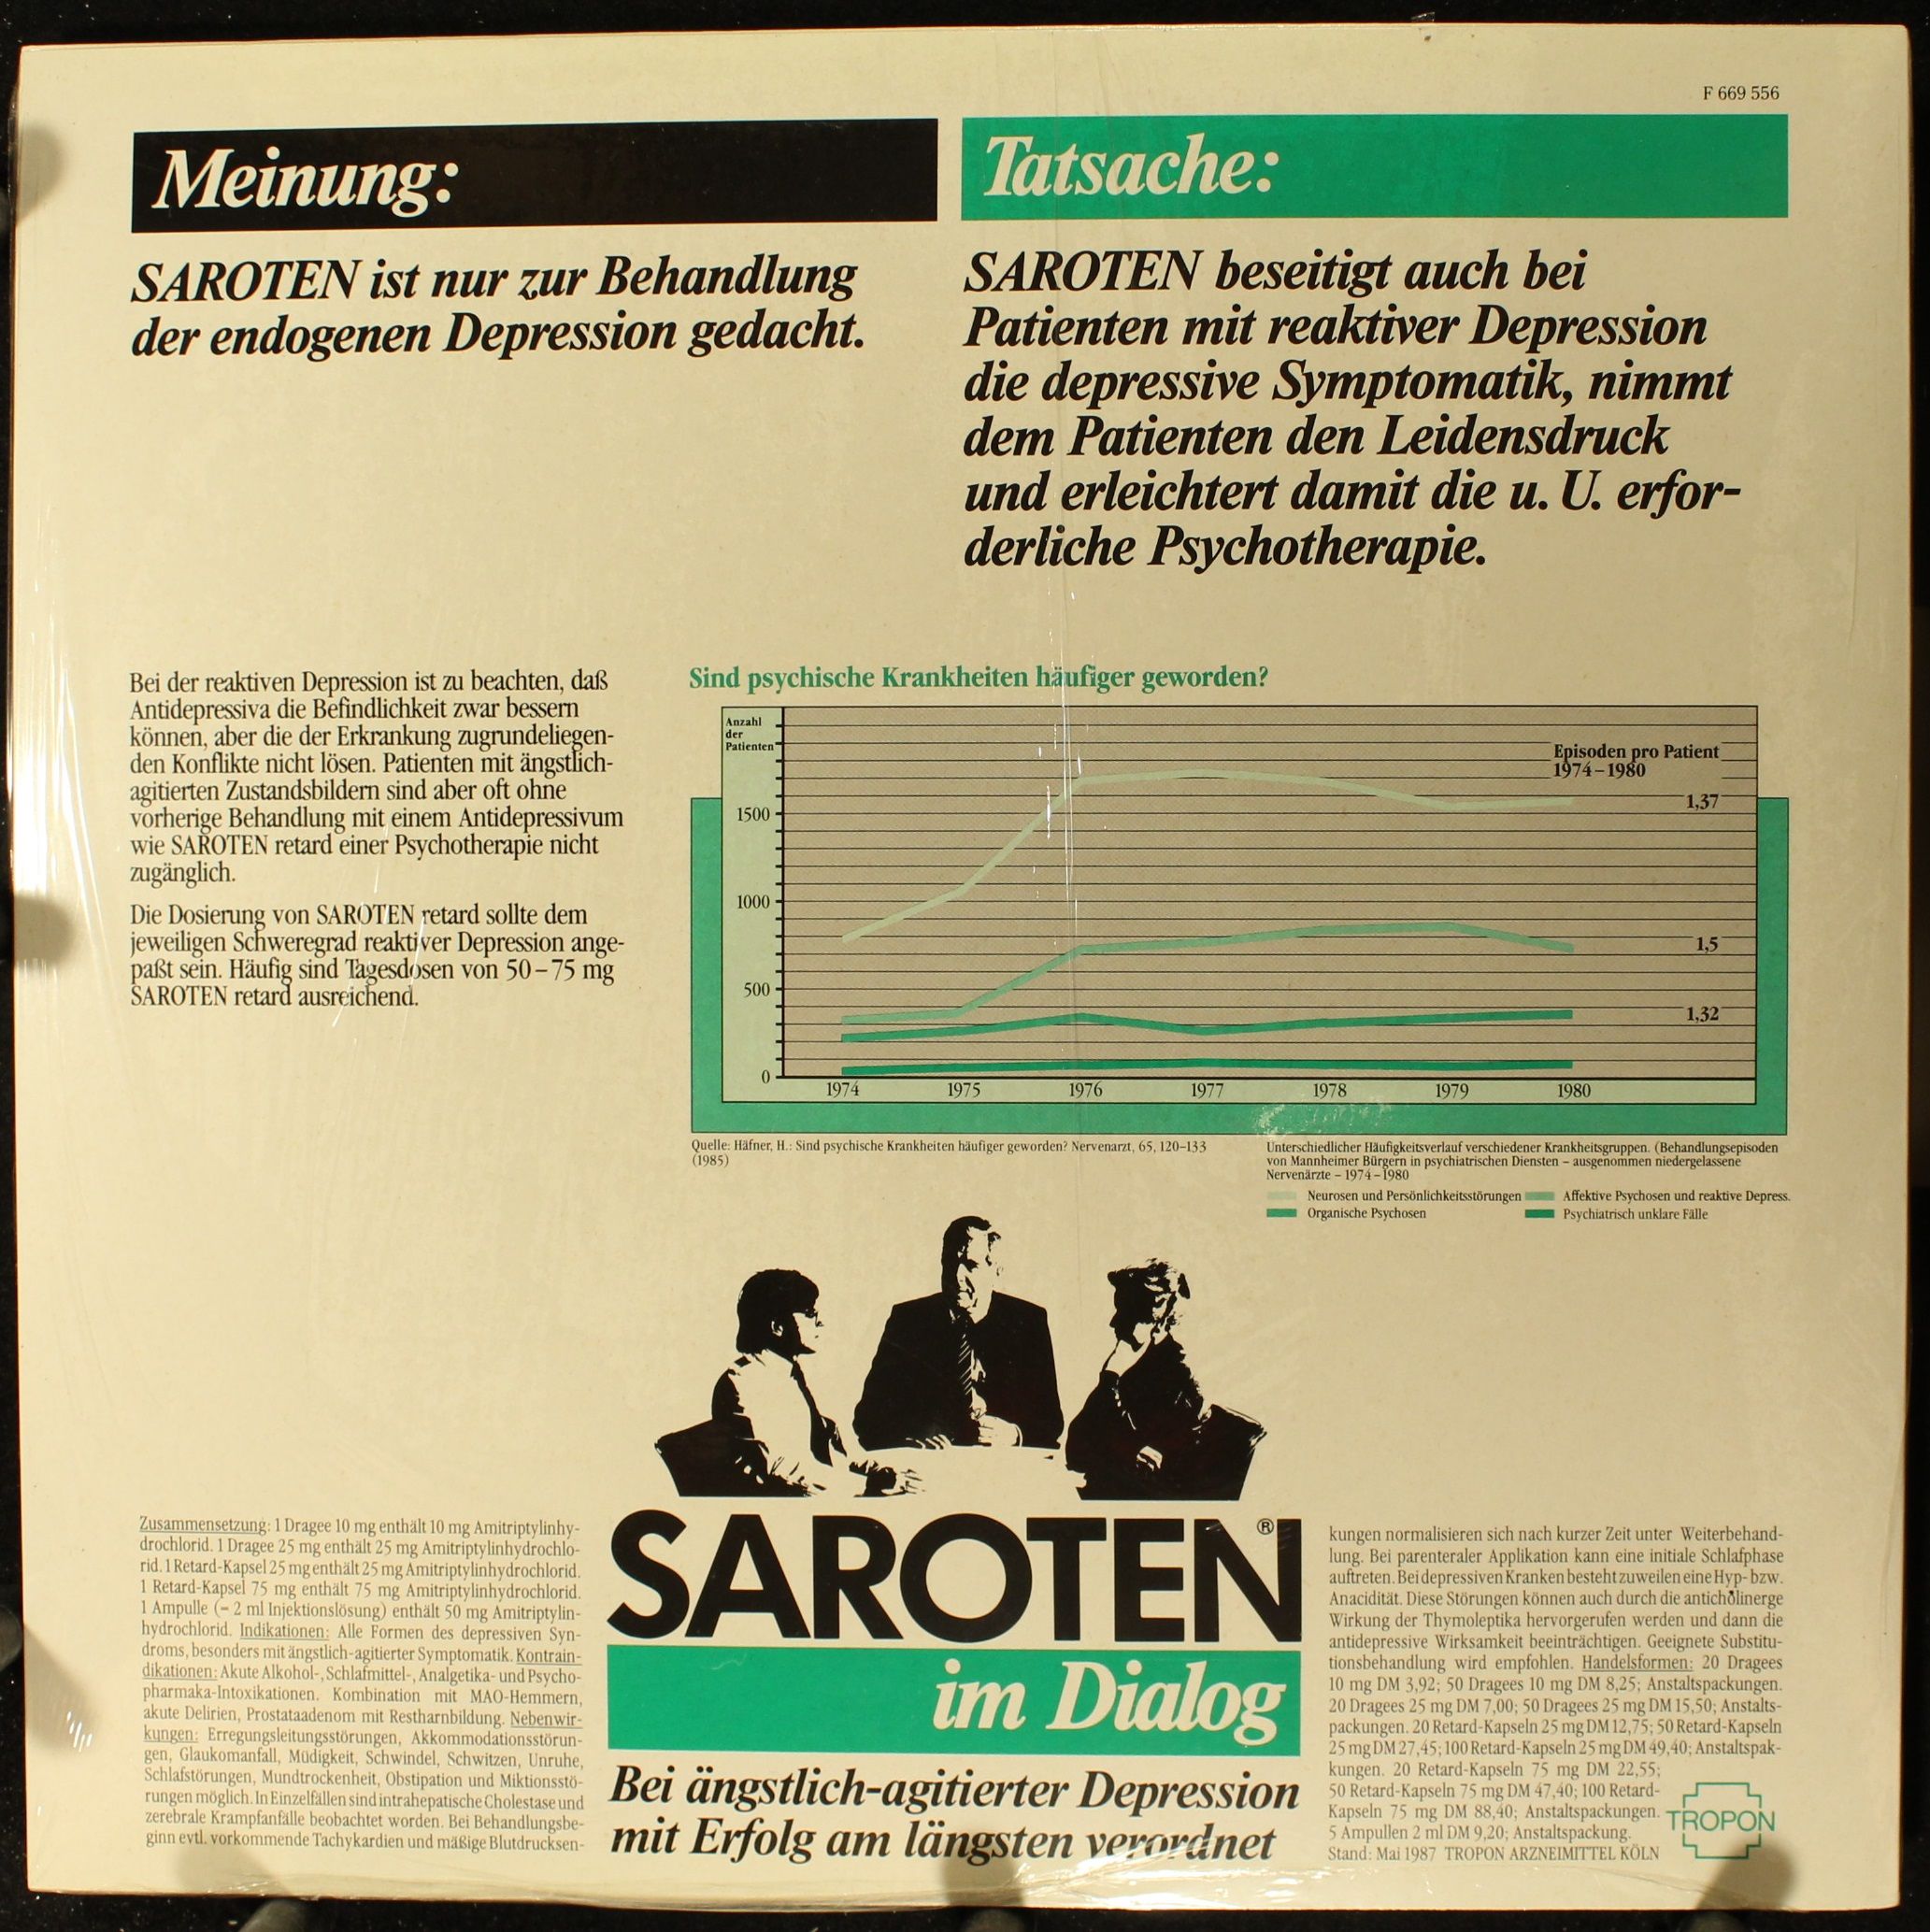 F 669 556
Meinung:
SAROTEN ist nur zur Behandlung
der endogenen Depression gedacht.
Tatsache:
SAROTEN beseitigt auch bei
Patienten mit reaktiver Depression
die depressive Symptomatik, nimmt
dem Patienten den Leidensdruck
und erleichtert damit die u. U. erfor-
derliche Psychotherapie.
Bei der reaktiven Depression ist zu beachten, daß
Antidepressiva die Befindlichkeit zwar bessern
können, aber die der Erkrankung zugrundeliegen-
den Konflikte nicht lösen. Patienten mit ängstlich-
agitierten Zustandsbildern sind aber oft ohne
vorherige Behandlung mit einem Antidepressivum
wie SAROTEN retard einer Psychotherapie nicht
zugänglich.
Die Dosierung von SAROTEN retard sollte dem
jeweiligen Schweregrad reaktiver Depression ange-
paßt sein. Häufig sind Tagesdosen von 50–75 mg
SAROTEN retard ausreichend.
Sind psychische Krankheiten häufiger geworden?
Anzahl
der
Patienten
Episoden pro Patient
1974–1980
1500
1000
500
0
1,37
1,5
1,32
1974 1975 1976 1977 1978 1979 1980
Quelle: Häfner, H.: Sind psychische Krankheiten häufiger geworden? Nervenarzt, 65, 120–133
(1985)
Unterschiedlicher Häufigkeitsverlauf verschiedener Krankheitsgruppen. (Behandlungsepisoden
von Mannheimer Bürgern in psychiatrischen Diensten – ausgenommen niedergelassene
Nervenärzte – 1974–1980
Neurosen und Persönlichkeitsstörungen Affektive Psychosen und reaktive Depress.
Organische Psychosen Psychiatrisch unklare Fälle
SAROTEN®
im Dialog
Bei ängstlich-agitierter Depression
mit Erfolg am längsten verordnet
Zusammensetzung: 1 Dragee 10 mg enthält 10 mg Amitriptylinhy-
drochlorid. 1 Dragee 25 mg enthält 25 mg Amitriptylinhydrochlo-
rid. 1 Retard-Kapsel 25 mg enthält 25 mg Amitriptylinhydrochlorid.
1 Retard-Kapsel 75 mg enthält 75 mg Amitriptylinhydrochlorid.
1 Ampulle (= 2 ml Injektionslösung) enthält 50 mg Amitriptylin-
hydrochlorid. Indikationen: Alle Formen des depressiven Syn-
droms, besonders mit ängstlich-agitierter Symptomatik. Kontrain-
dikationen: Akute Alkohol-, Schlafmittel-, Analgetika- und Psycho-
pharmaka-Intoxikationen. Kombination mit MAO-Hemmern,
akute Delirien, Prostataadenom mit Restharnbildung. Nebenwir-
kungen: Erregungsleitungsstörungen, Akkommodationsstörun-
gen, Glaukomanfall, Müdigkeit, Schwindel, Schwitzen, Unruhe,
Schlafstörungen, Mundtrockenheit, Obstipation und Miktionsstö-
rungen möglich. In Einzelfällen sind intrahepatische Cholestase und
zerebrale Krampfanfälle beobachtet worden. Bei Behandlungsbe-
ginn evtl. vorkommende Tachykardien und mäßige Blutdrucksen-
kungen normalisieren sich nach kurzer Zeit unter Weiterbehand-
lung. Bei parenteraler Applikation kann eine initiale Schlafphase
auftreten. Bei depressiven Kranken besteht zuweilen eine Hyp- bzw.
Anacidität. Diese Störungen können auch durch die anticholinerge
Wirkung der Thymoleptika hervorgerufen werden und dann die
antidepressive Wirksamkeit beeinträchtigen. Geeignete Substitu-
tionsbehandlung wird empfohlen. Handelsformen: 20 Dragees
10 mg DM 3,92; 50 Dragees 10 mg DM 8,25; Anstaltspackungen.
20 Dragees 25 mg DM 7,00; 50 Dragees 25 mg DM 15,50; Anstalts-
packungen. 20 Retard-Kapseln 25 mg DM 12,75; 50 Retard-Kapseln
25 mg DM 27,45; 100 Retard-Kapseln 25 mg DM 49,40; Anstaltspak-
kungen. 20 Retard-Kapseln 75 mg DM 22,55;
50 Retard-Kapseln 75 mg DM 47,40; 100 Retard-
Kapseln 75 mg DM 88,40; Anstaltspackungen.
5 Ampullen 2 ml DM 9,20; Anstaltspackung.
Stand: Mai 1987 TROPON ARZNEIMITTEL KÖLN
TROPON